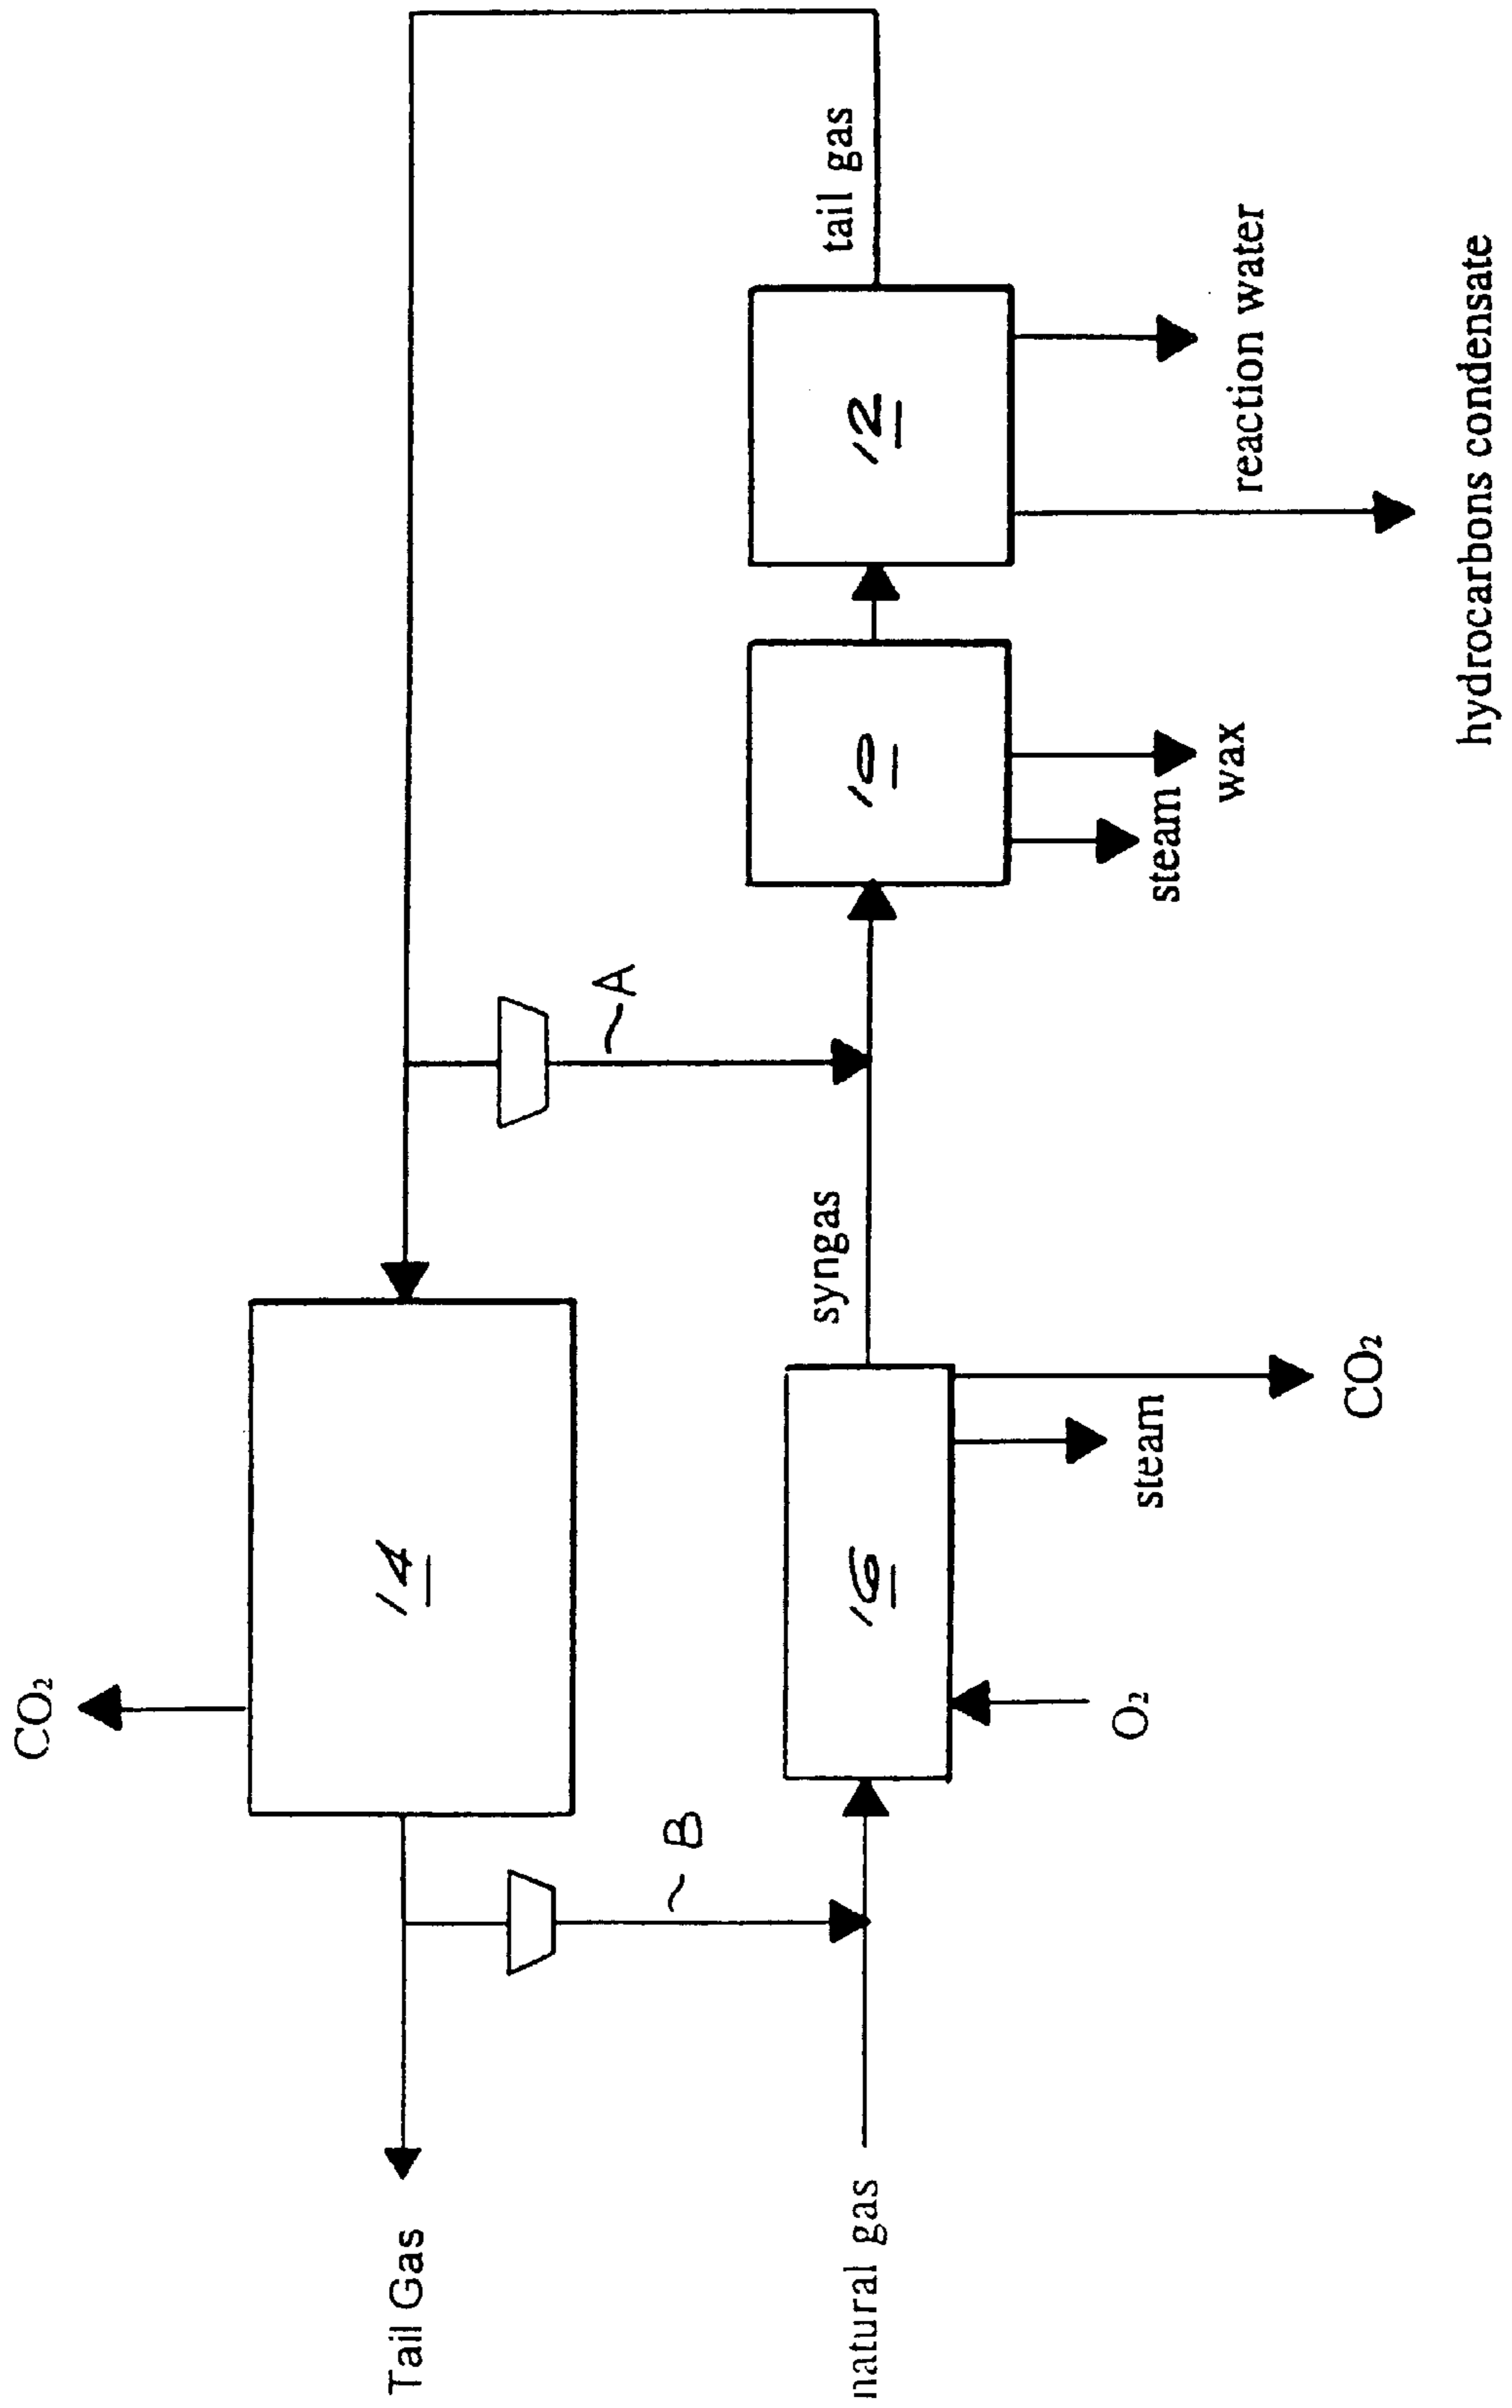 CO₂
14
Tail Gas
B
A
tail gas
natural gas
16
syngas
10
12
O₂
steam
CO₂
steam
wax
reaction water
hydrocarbons condensate